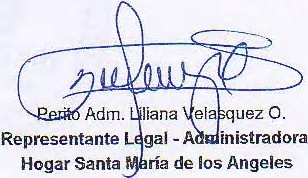 Perito Adm. Liliana Velasquez O.
Representante Legal - Administradora
Hogar Santa María de los Angeles